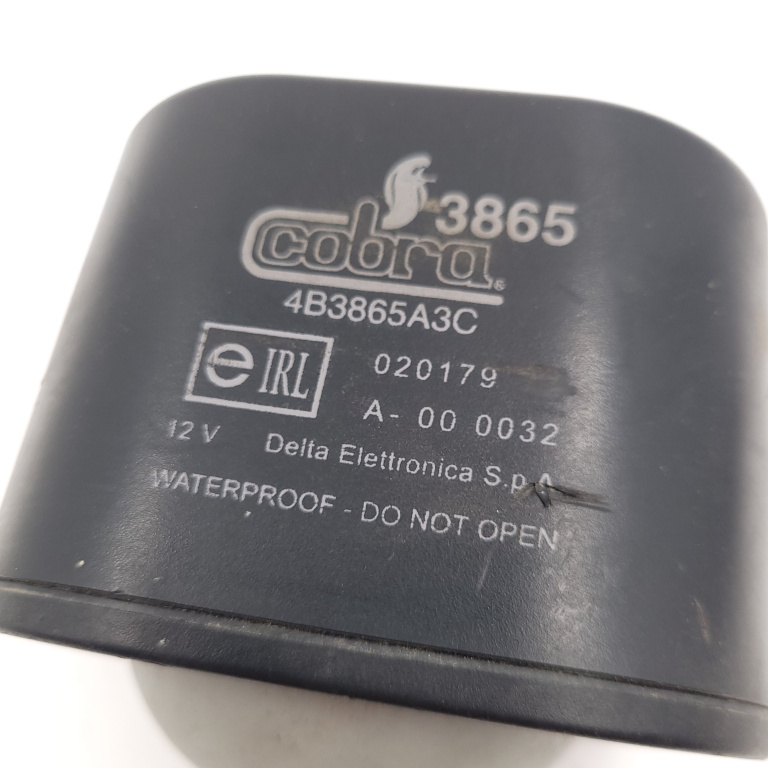 3865
cobra®
4B3865A3C
e IRL
020179
A- 00 0032
12 V
Delta Elettronica S.p.A
WATERPROOF - DO NOT OPEN